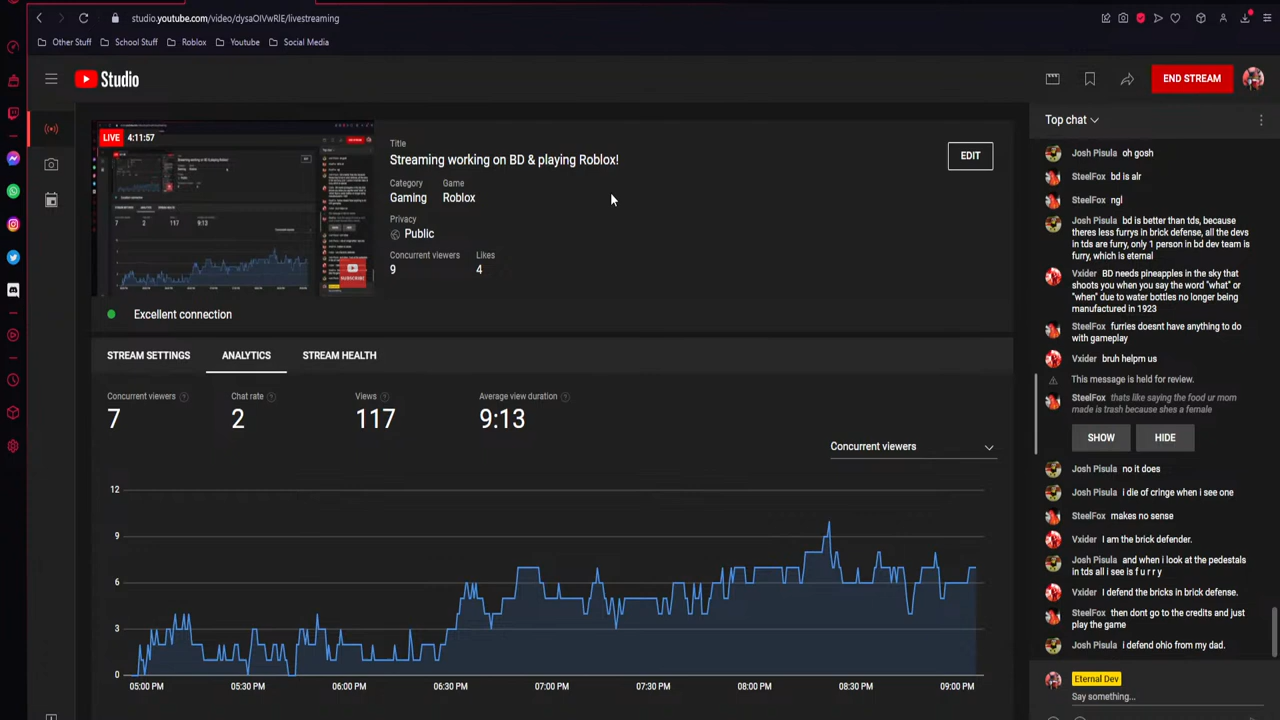 studio.youtube.com/video/dysaOIVwRlE/livestreaming
Other Stuff School Stuff Roblox Youtube Social Media
Studio
END STREAM
LIVE 4:11:57
Title
Streaming working on BD & playing Roblox!
EDIT
Category Game
Gaming Roblox
Privacy
Public
Concurrent viewers Likes
9 4
Excellent connection
STREAM SETTINGS ANALYTICS STREAM HEALTH
Concurrent viewers Chat rate Views Average view duration
7 2 117 9:13
Concurrent viewers
12
9
6
3
0
05:00 PM 05:30 PM 06:00 PM 06:30 PM 07:00 PM 07:30 PM 08:00 PM 08:30 PM 09:00 PM
Top chat
Josh Pisula oh gosh
SteelFox bd is alr
SteelFox ngl
Josh Pisula bd is better than tds, because
theres less furrys in brick defense, all the devs
in tds are furry, only 1 person in bd dev team is
furry, which is eternal
Vxider BD needs pineapples in the sky that
shoots you when you say the word "what" or
"when" due to water bottles no longer being
manufactured in 1923
SteelFox furries doesnt have anything to do
with gameplay
Vxider bruh helpm us
This message is held for review.
SteelFox thats like saying the food ur mom
made is trash because shes a female
SHOW HIDE
Josh Pisula no it does
Josh Pisula i die of cringe when i see one
SteelFox makes no sense
Vxider I am the brick defender.
Josh Pisula and when i look at the pedestals
in tds all i see is f u r r y
Vxider I defend the bricks in brick defense.
SteelFox then dont go to the credits and just
play the game
Josh Pisula i defend ohio from my dad.
Eternal Dev
Say something...